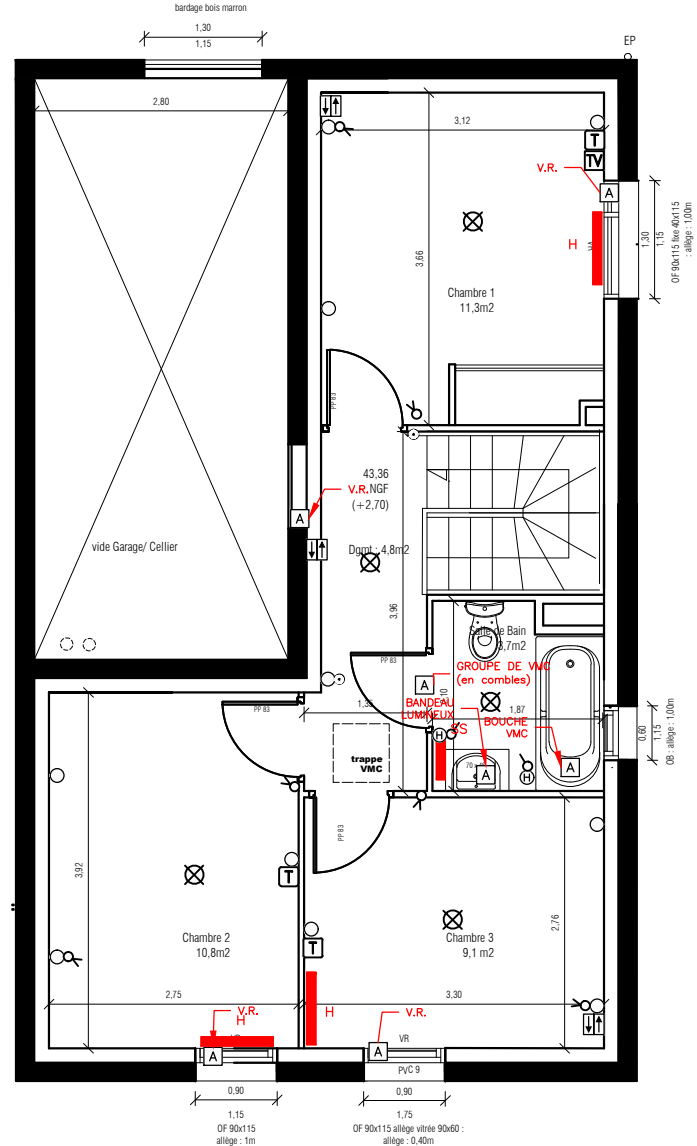 bardage bois marron
1,30
1,15
EP
2,80
3,12
T
TV
V.R.
A
H
1,30
1,15
OF 90x115 fixe 40x115
: allège : 1,00m
3,66
Chambre 1
11,3m2
PP 83
43,36
V.R.
NGF
(+2,70)
A
vide Garage/ Cellier
Dgmt : 4,8m2
3,96
Salle de Bain
3,7m2
PP 83
GROUPE DE VMC
(en combles)
A
BANDEAU
LUMINEUX
1,35
1,87
BOUCHE
VMC
0,60
1,15
OB : allège : 1,00m
PP 83
H
SS
trappe
VMC
A
H
A
PP 83
3,92
T
Chambre 2
10,8m2
T
Chambre 3
9,1 m2
2,76
2,75
3,30
V.R.
H
H
V.R.
A
A
VR
PVC 9
0,90
1,15
OF 90x115
allège : 1m
0,90
1,75
OF 90x115 allège vitrée 90x60 :
allège : 0,40m